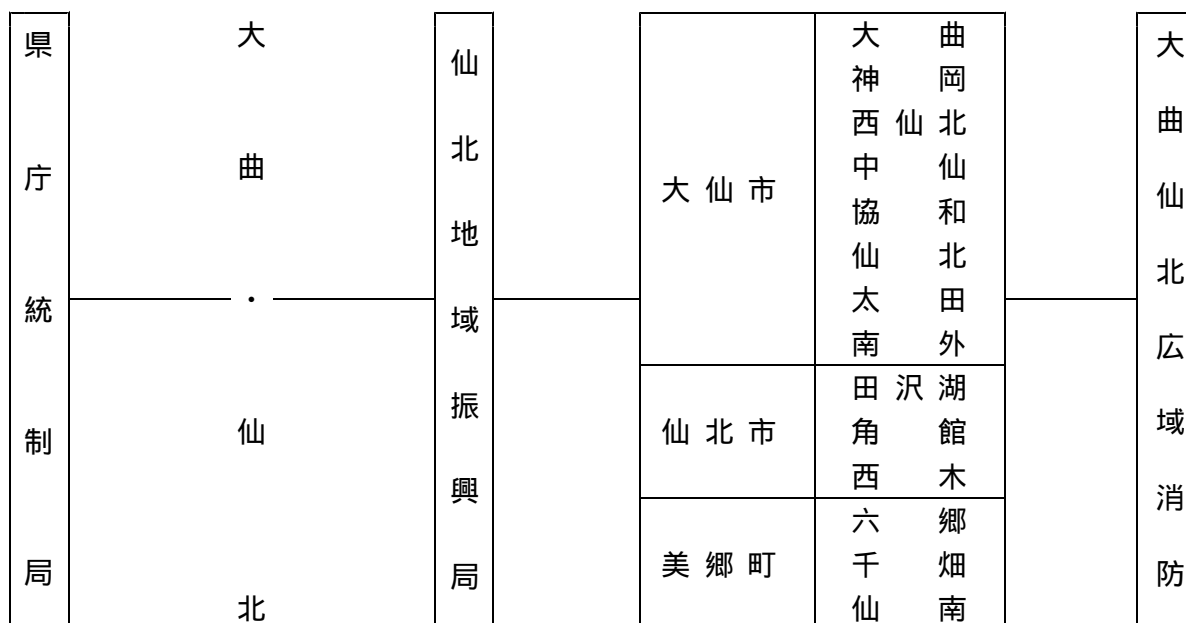 県庁統制局
大曲・仙北
仙北地域振興局
大仙市
大曲
神岡
西仙北
中仙
協和
仙北
太田
南外
仙北市
田沢湖
角館
西木
美郷町
六郷
千畑
仙南
大曲仙北広域消防